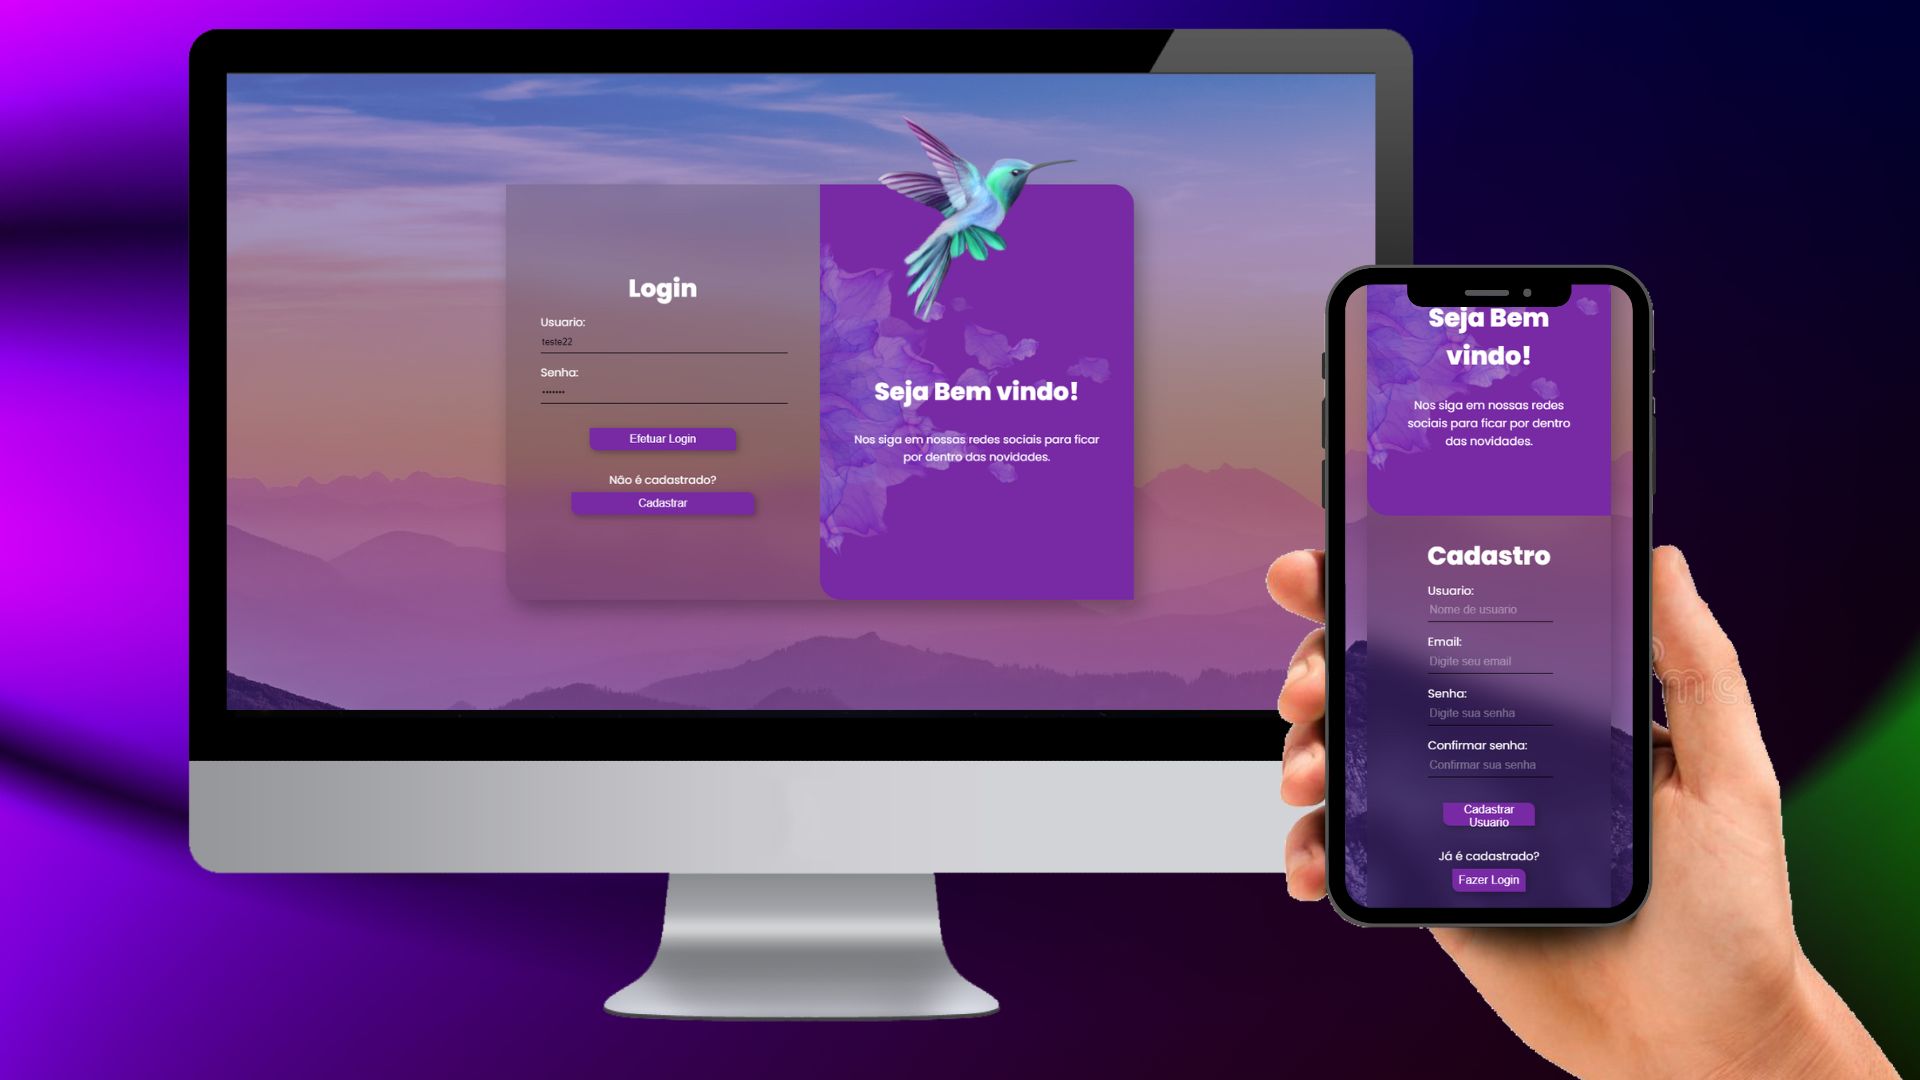 Login
Usuario:
teste22
Senha:
•••••••
Efetuar Login
Não é cadastrado?
Cadastrar
Seja Bem vindo!
Nos siga em nossas redes sociais para ficar
por dentro das novidades.
Seja Bem
vindo!
Nos siga em nossas redes
sociais para ficar por dentro
das novidades.
Cadastro
Usuario:
Nome de usuario
Email:
Digite seu email
Senha:
Digite sua senha
Confirmar senha:
Confirmar sua senha
Cadastrar
Usuario
Já é cadastrado?
Fazer Login